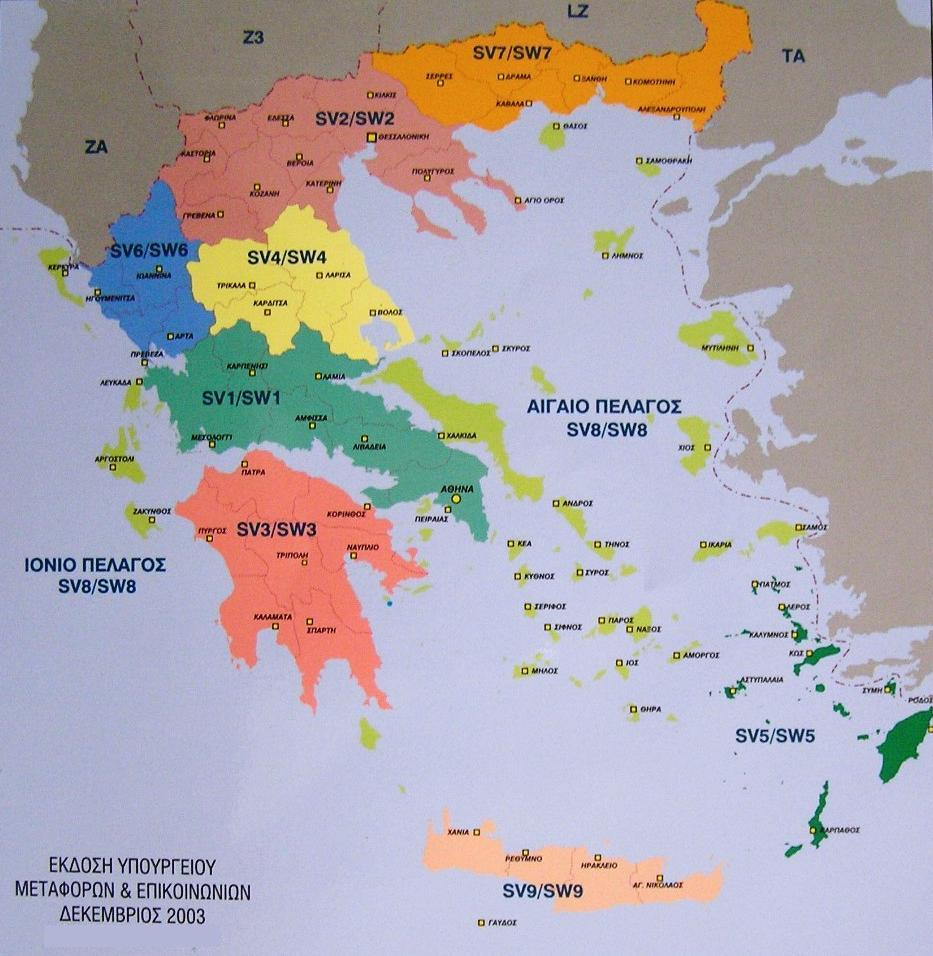 LZ
Z3
SV7/SW7
TA
ΣΕΡΡΕΣ
ΔΡΑΜΑ
ΞΑΝΘΗ
ΚΟΜΟΤΗΝΗ
ΚΙΛΚΙΣ
ΚΑΒΑΛΑ
ΑΛΕΞΑΝΔΡΟΥΠΟΛΗ
ΦΛΩΡΙΝΑ
ΕΔΕΣΣΑ
SV2/SW2
ΘΑΣΟΣ
ΘΕΣΣΑΛΟΝΙΚΗ
ZA
ΚΑΣΤΟΡΙΑ
ΒΕΡΟΙΑ
ΣΑΜΟΘΡΑΚΗ
ΠΟΛΥΓΥΡΟΣ
ΚΟΖΑΝΗ
ΚΑΤΕΡΙΝΗ
ΑΓΙΟ ΟΡΟΣ
ΓΡΕΒΕΝΑ
SV6/SW6
SV4/SW4
ΛΗΜΝΟΣ
ΚΕΡΚΥΡΑ
ΙΩΑΝΝΙΝΑ
ΛΑΡΙΣΑ
ΤΡΙΚΑΛΑ
ΗΓΟΥΜΕΝΙΤΣΑ
ΚΑΡΔΙΤΣΑ
ΒΟΛΟΣ
ΑΡΤΑ
ΠΡΕΒΕΖΑ
ΣΚΟΠΕΛΟΣ
ΣΚΥΡΟΣ
ΜΥΤΙΛΗΝΗ
ΚΑΡΠΕΝΗΣΙ
ΛΑΜΙΑ
ΛΕΥΚΑΔΑ
SV1/SW1
ΑΙΓΑΙΟ ΠΕΛΑΓΟΣ
SV8/SW8
ΑΜΦΙΣΣΑ
ΜΕΣΟΛΟΓΓΙ
ΛΙΒΑΔΕΙΑ
ΧΑΛΚΙΔΑ
ΧΙΟΣ
ΑΡΓΟΣΤΟΛΙ
ΠΑΤΡΑ
ΑΘΗΝΑ
ΖΑΚΥΝΘΟΣ
ΚΟΡΙΝΘΟΣ
ΠΕΙΡΑΙΑΣ
ΑΝΔΡΟΣ
ΠΥΡΓΟΣ
SV3/SW3
ΣΑΜΟΣ
ΝΑΥΠΛΙΟ
ΤΡΙΠΟΛΗ
ΚΕΑ
ΤΗΝΟΣ
ΙΚΑΡΙΑ
ΙΟΝΙΟ ΠΕΛΑΓΟΣ
SV8/SW8
ΚΥΘΝΟΣ
ΣΥΡΟΣ
ΠΑΤΜΟΣ
ΣΕΡΙΦΟΣ
ΛΕΡΟΣ
ΚΑΛΑΜΑΤΑ
ΣΠΑΡΤΗ
ΣΙΦΝΟΣ
ΠΑΡΟΣ
ΝΑΞΟΣ
ΚΑΛΥΜΝΟΣ
ΜΗΛΟΣ
ΙΟΣ
ΑΜΟΡΓΟΣ
ΚΩΣ
ΑΣΤΥΠΑΛΑΙΑ
ΣΥΜΗ
ΡΟΔΟΣ
ΘΗΡΑ
SV5/SW5
ΧΑΝΙΑ
ΚΑΡΠΑΘΟΣ
ΡΕΘΥΜΝΟ
ΗΡΑΚΛΕΙΟ
ΑΓ. ΝΙΚΟΛΑΟΣ
SV9/SW9
ΓΑΥΔΟΣ
ΕΚΔΟΣΗ ΥΠΟΥΡΓΕΙΟΥ
ΜΕΤΑΦΟΡΩΝ & ΕΠΙΚΟΙΝΩΝΙΩΝ
ΔΕΚΕΜΒΡΙΟΣ 2003